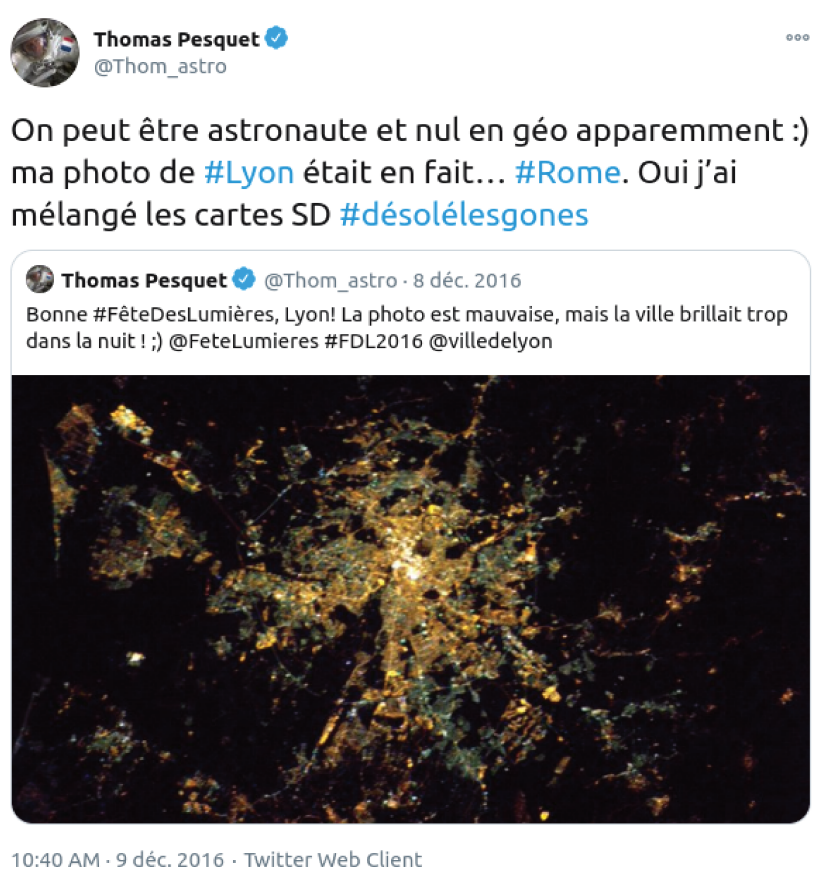 Thomas Pesquet
@Thom_astro
On peut être astronaute et nul en géo apparemment :)
ma photo de #Lyon était en fait… #Rome. Oui j’ai
mélangé les cartes SD #désolélesgones
Thomas Pesquet @Thom_astro · 8 déc. 2016
Bonne #FêteDesLumières, Lyon! La photo est mauvaise, mais la ville brillait trop
dans la nuit ! ;) @FeteLumieres #FDL2016 @villedelyon
10:40 AM · 9 déc. 2016 · Twitter Web Client